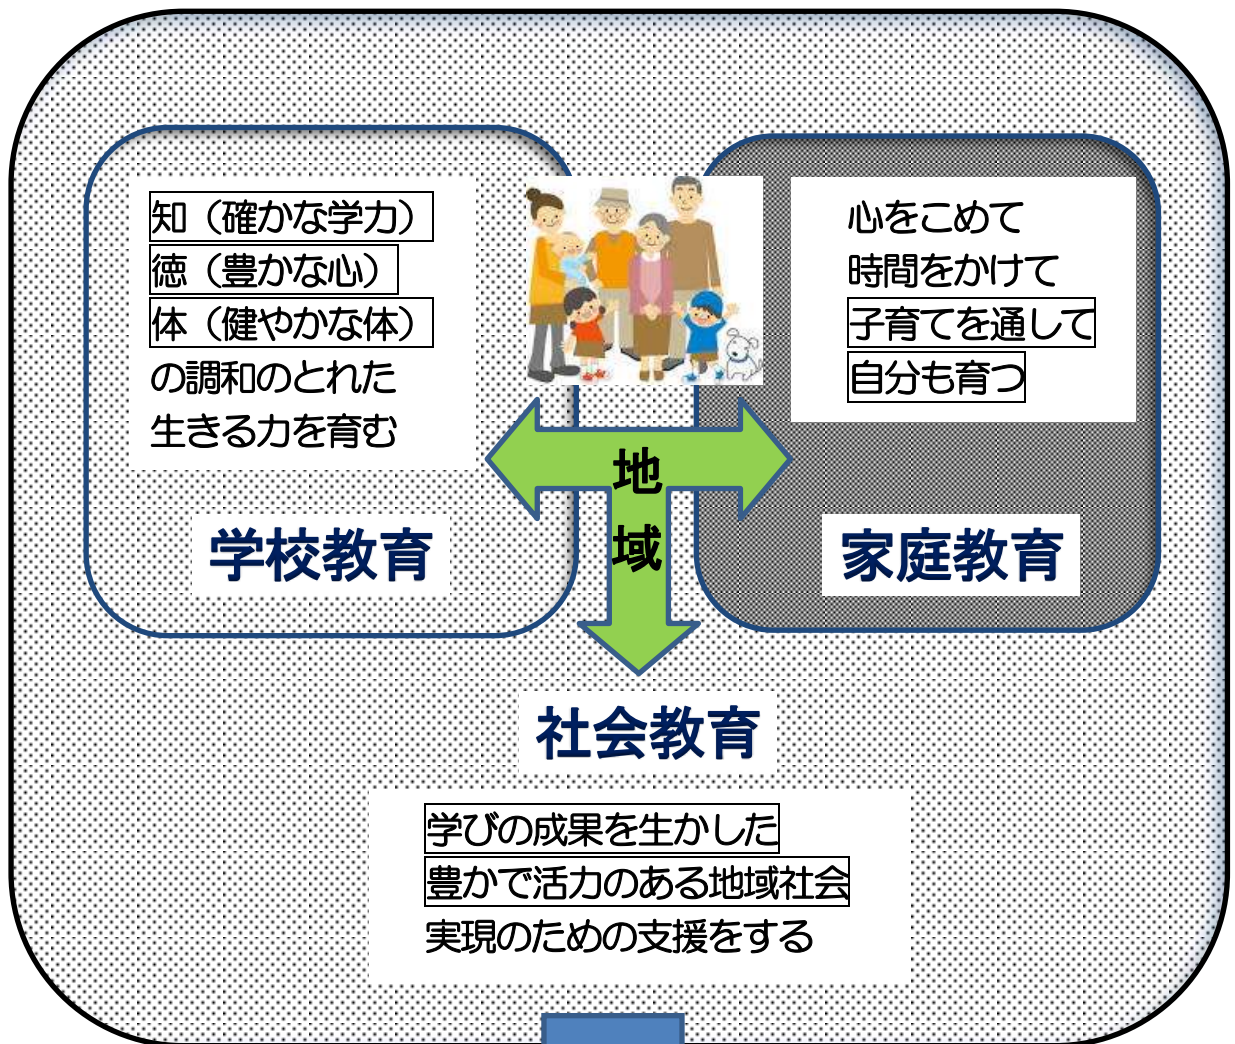 知（確かな学力）
徳（豊かな心）
体（健やかな体）
の調和のとれた
生きる力を育む
学校教育
心をこめて
時間をかけて
子育てを通して
自分も育つ
家庭教育
地
域
社会教育
学びの成果を生かした
豊かで活力のある地域社会
実現のための支援をする